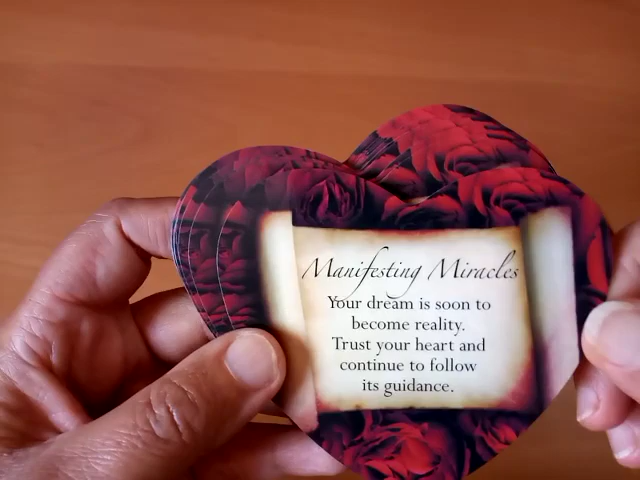 Manifesting Miracles
Your dream is soon to
become reality.
Trust your heart and
continue to follow
its guidance.